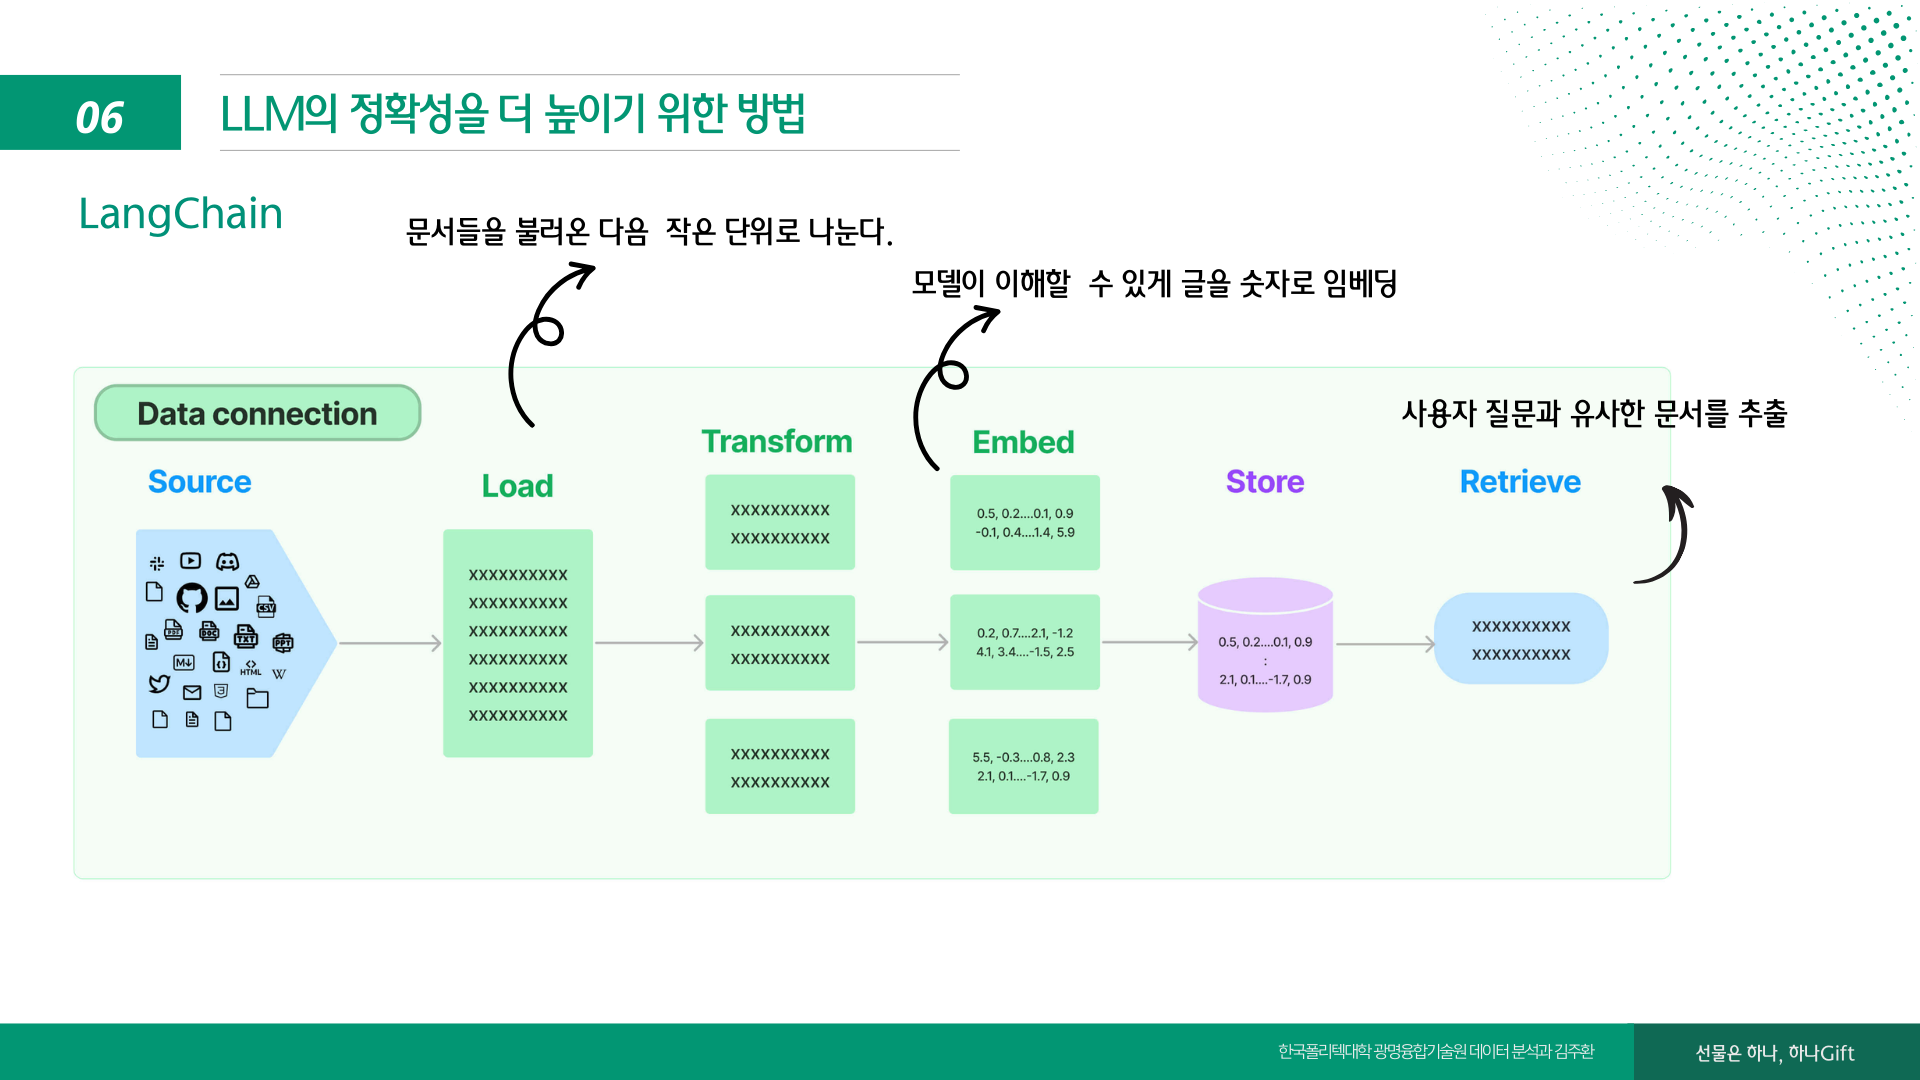 06
LLM의 정확성을 더 높이기 위한 방법
LangChain
문서들을 불러온 다음 작은 단위로 나눈다.
모델이 이해할 수 있게 글을 숫자로 임베딩
사용자 질문과 유사한 문서를 추출
Data connection
Source
CSV
PDF
DOC
TXT
PPT
M
HTML
W
3
Load
XXXXXXXXXX
XXXXXXXXXX
XXXXXXXXXX
XXXXXXXXXX
XXXXXXXXXX
XXXXXXXXXX
Transform
XXXXXXXXXX
XXXXXXXXXX
XXXXXXXXXX
XXXXXXXXXX
XXXXXXXXXX
XXXXXXXXXX
Embed
0.5, 0.2....0.1, 0.9
-0.1, 0.4....1.4, 5.9
0.2, 0.7....2.1, -1.2
4.1, 3.4....-1.5, 2.5
5.5, -0.3....0.8, 2.3
2.1, 0.1....-1.7, 0.9
Store
0.5, 0.2....0.1, 0.9
:
2.1, 0.1....-1.7, 0.9
Retrieve
XXXXXXXXXX
XXXXXXXXXX
한국폴리텍대학 광명융합기술원 데이터 분석과 김주환
선물은 하나, 하나Gift